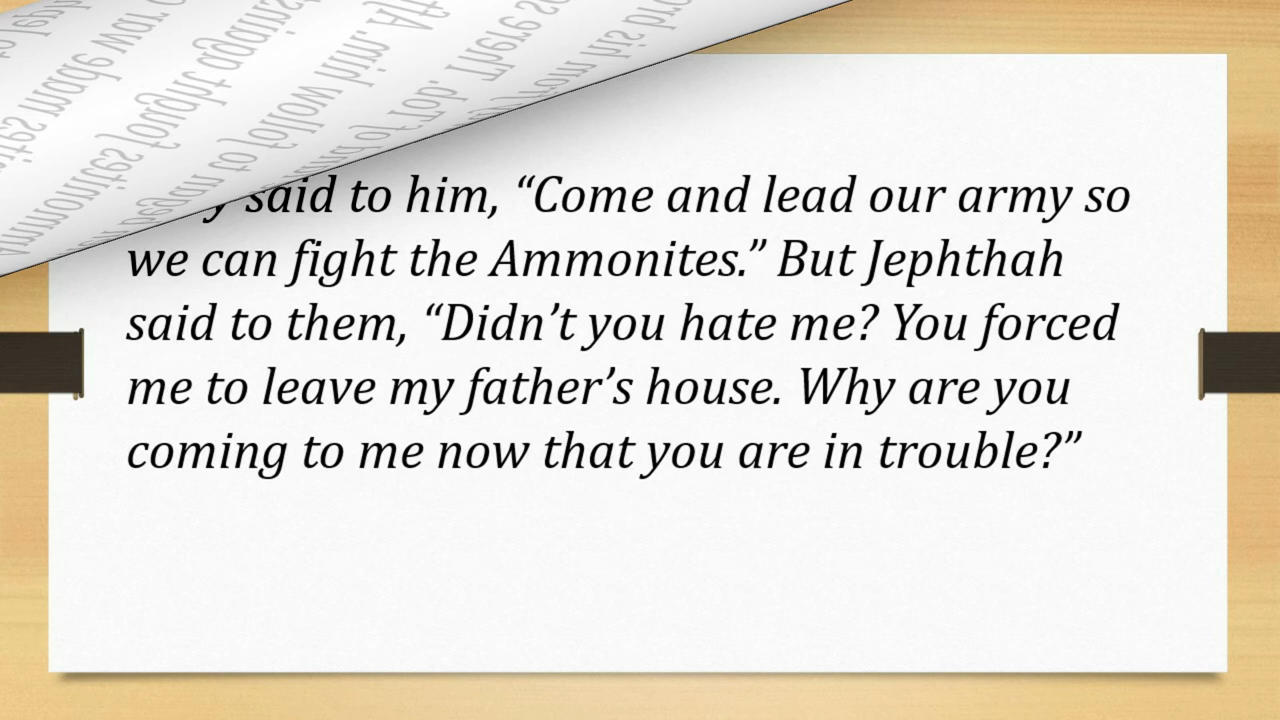 said to him, “Come and lead our army so
we can fight the Ammonites.” But Jephthah
said to them, “Didn’t you hate me? You forced
me to leave my father’s house. Why are you
coming to me now that you are in trouble?”